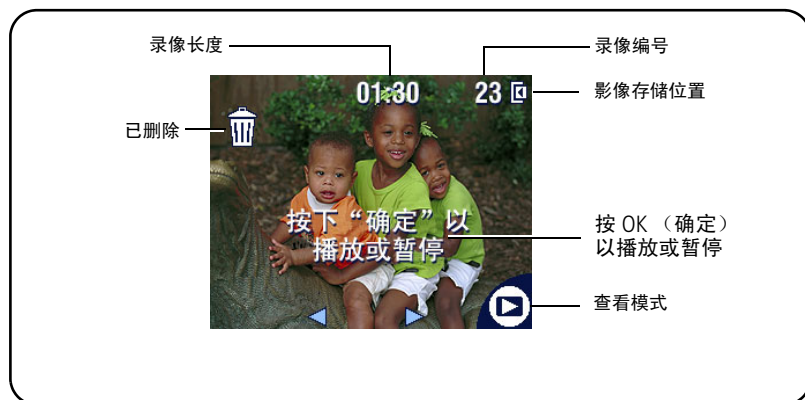 录像长度
录像编号
01:30
23
影像存储位置
已删除
按下“确定”以
播放或暂停
按 OK （确定）
以播放或暂停
查看模式